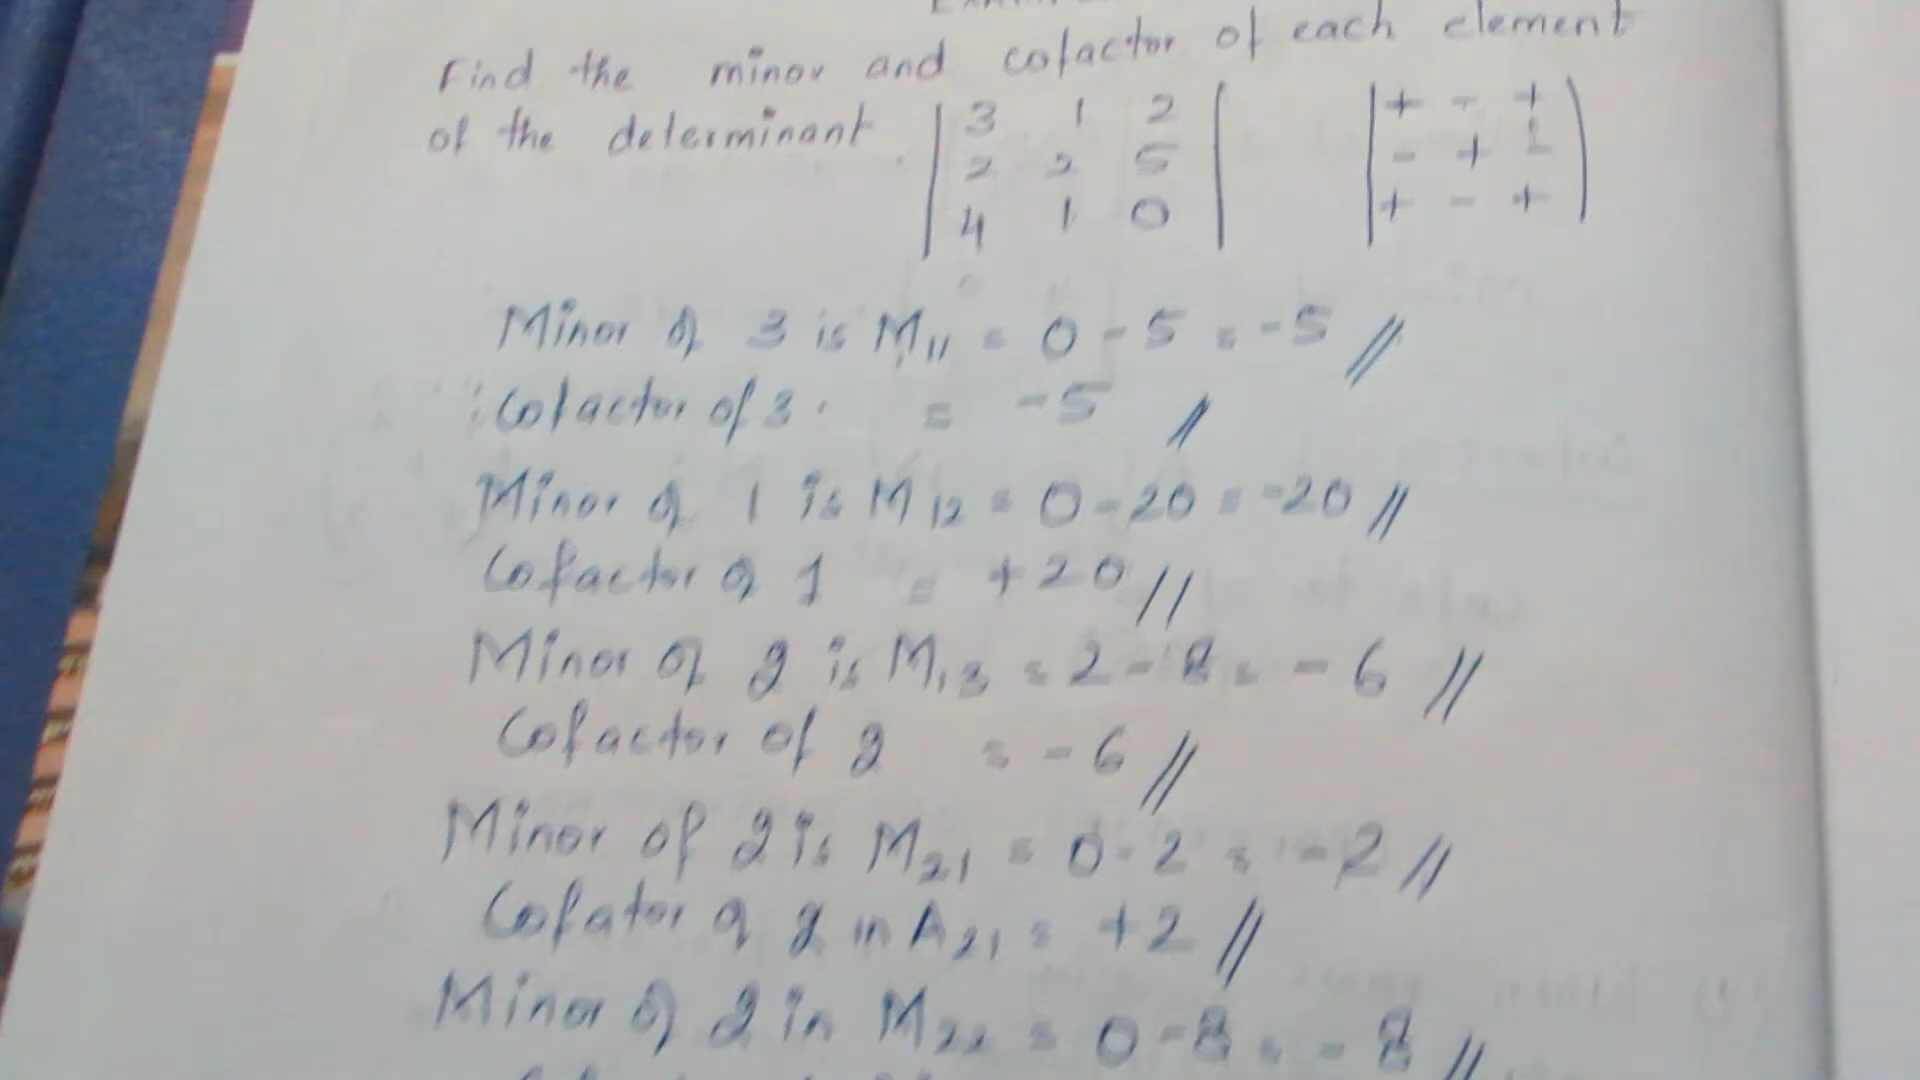 Find the minor and cofactor of each element
of the determinant | 3 1 2 | | + - + |
| 2 2 5 | | - + - |
| 4 1 0 | | + - + |
Minor of 3 is M11 = 0 - 5 = -5 //
Cofactor of 3 = -5 //
Minor of 1 is M12 = 0 - 20 = -20 //
Cofactor of 1 = +20 //
Minor of 2 is M13 = 2 - 8 = - 6 //
Cofactor of 2 = - 6 //
Minor of 2 is M21 = 0 - 2 = - 2 //
Cofator of 2 in A21 = +2 //
Minor of 2 in M22 = 0 - 8 = - 8 //